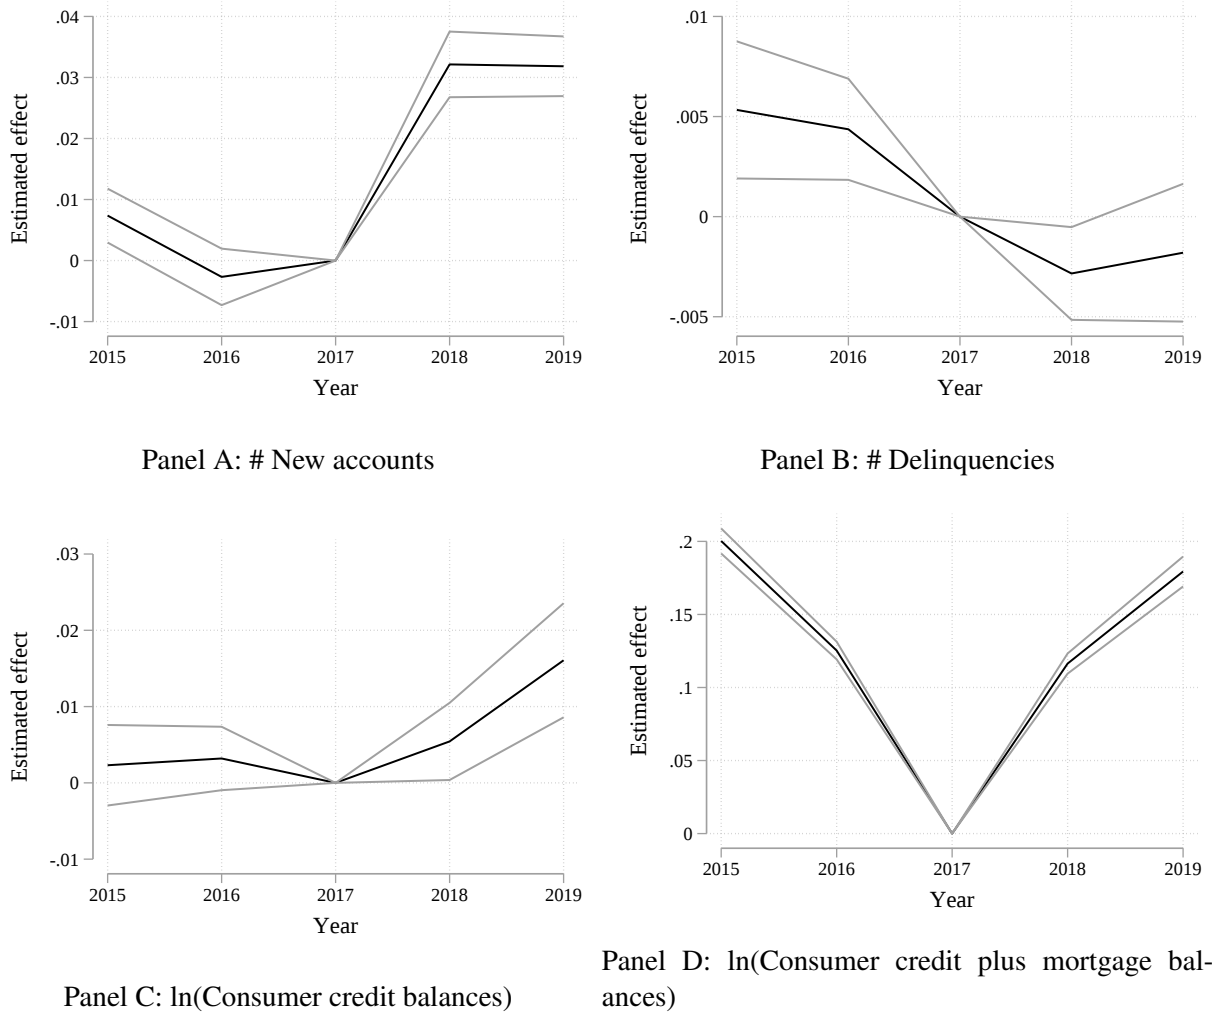 .04
.03
.02
.01
0
-.01
Estimated effect
2015 2016 2017 2018 2019
Year
Panel A: # New accounts
.01
.005
0
-.005
Estimated effect
2015 2016 2017 2018 2019
Year
Panel B: # Delinquencies
.03
.02
.01
0
-.01
Estimated effect
2015 2016 2017 2018 2019
Year
Panel C: ln(Consumer credit balances)
.2
.15
.1
.05
0
Estimated effect
2015 2016 2017 2018 2019
Year
Panel D: ln(Consumer credit plus mortgage bal-
ances)